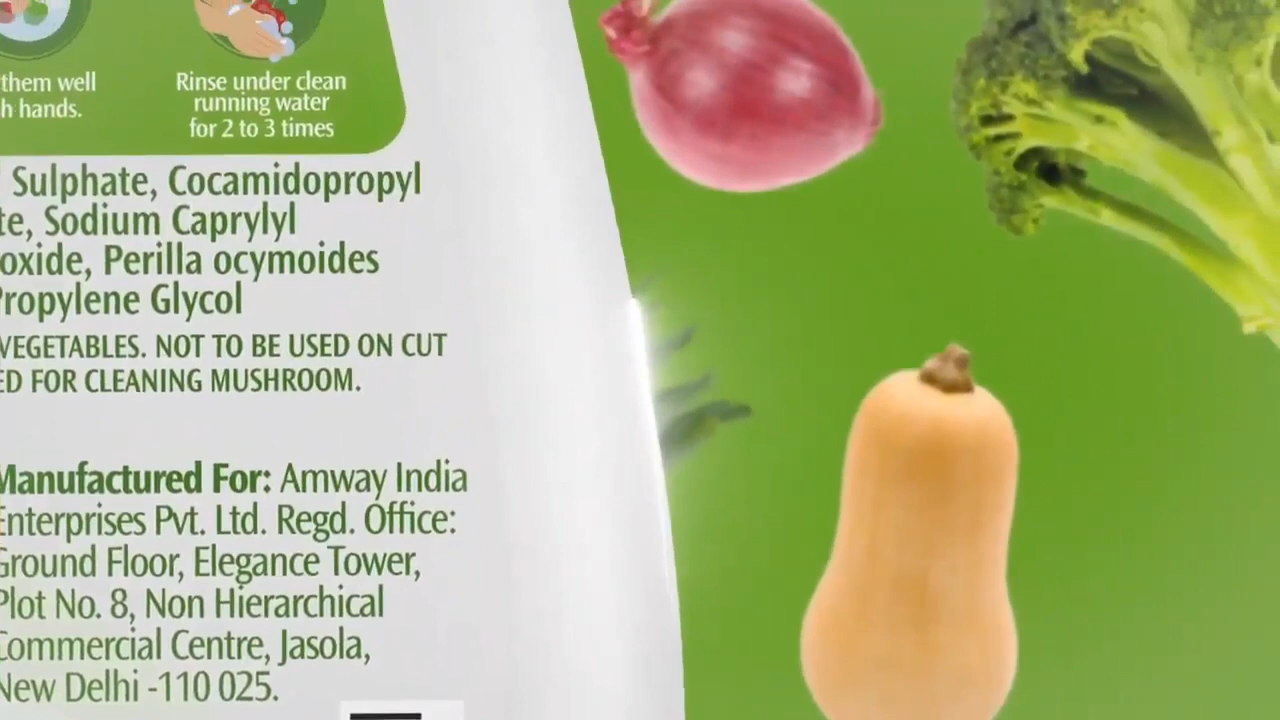 them well
h hands.
Rinse under clean
running water
for 2 to 3 times
Sulphate, Cocamidopropyl
te, Sodium Caprylyl
oxide, Perilla ocymoides
Propylene Glycol
VEGETABLES. NOT TO BE USED ON CUT
ED FOR CLEANING MUSHROOM.
Manufactured For: Amway India
Enterprises Pvt. Ltd. Regd. Office:
Ground Floor, Elegance Tower,
Plot No. 8, Non Hierarchical
Commercial Centre, Jasola,
New Delhi -110 025.